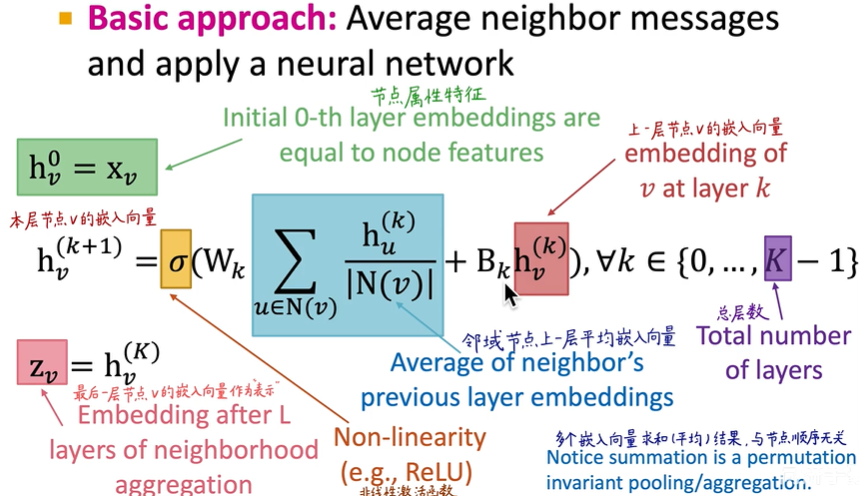 Basic approach: Average neighbor messages
and apply a neural network
节点属性特征
Initial 0-th layer embeddings are
equal to node features
上一层节点v的嵌入向量
embedding of
v at layer k
h_v^0 = x_v
本层节点v的嵌入向量
h_v^(k+1) = σ(W_k ∑_{u∈N(v)} h_u^(k) / |N(v)| + B_k h_v^(k)), ∀k ∈ {0, …, K − 1}
总层数
Total number
of layers
邻域节点上一层平均嵌入向量
Average of neighbor's
previous layer embeddings
z_v = h_v^(K)
最后一层节点v的嵌入向量作为"表示"
Embedding after L
layers of neighborhood
aggregation
Non-linearity
(e.g., ReLU)
非线性激活函数
多个嵌入向量求和(平均)结果,与节点顺序无关
Notice summation is a permutation
invariant pooling/aggregation.